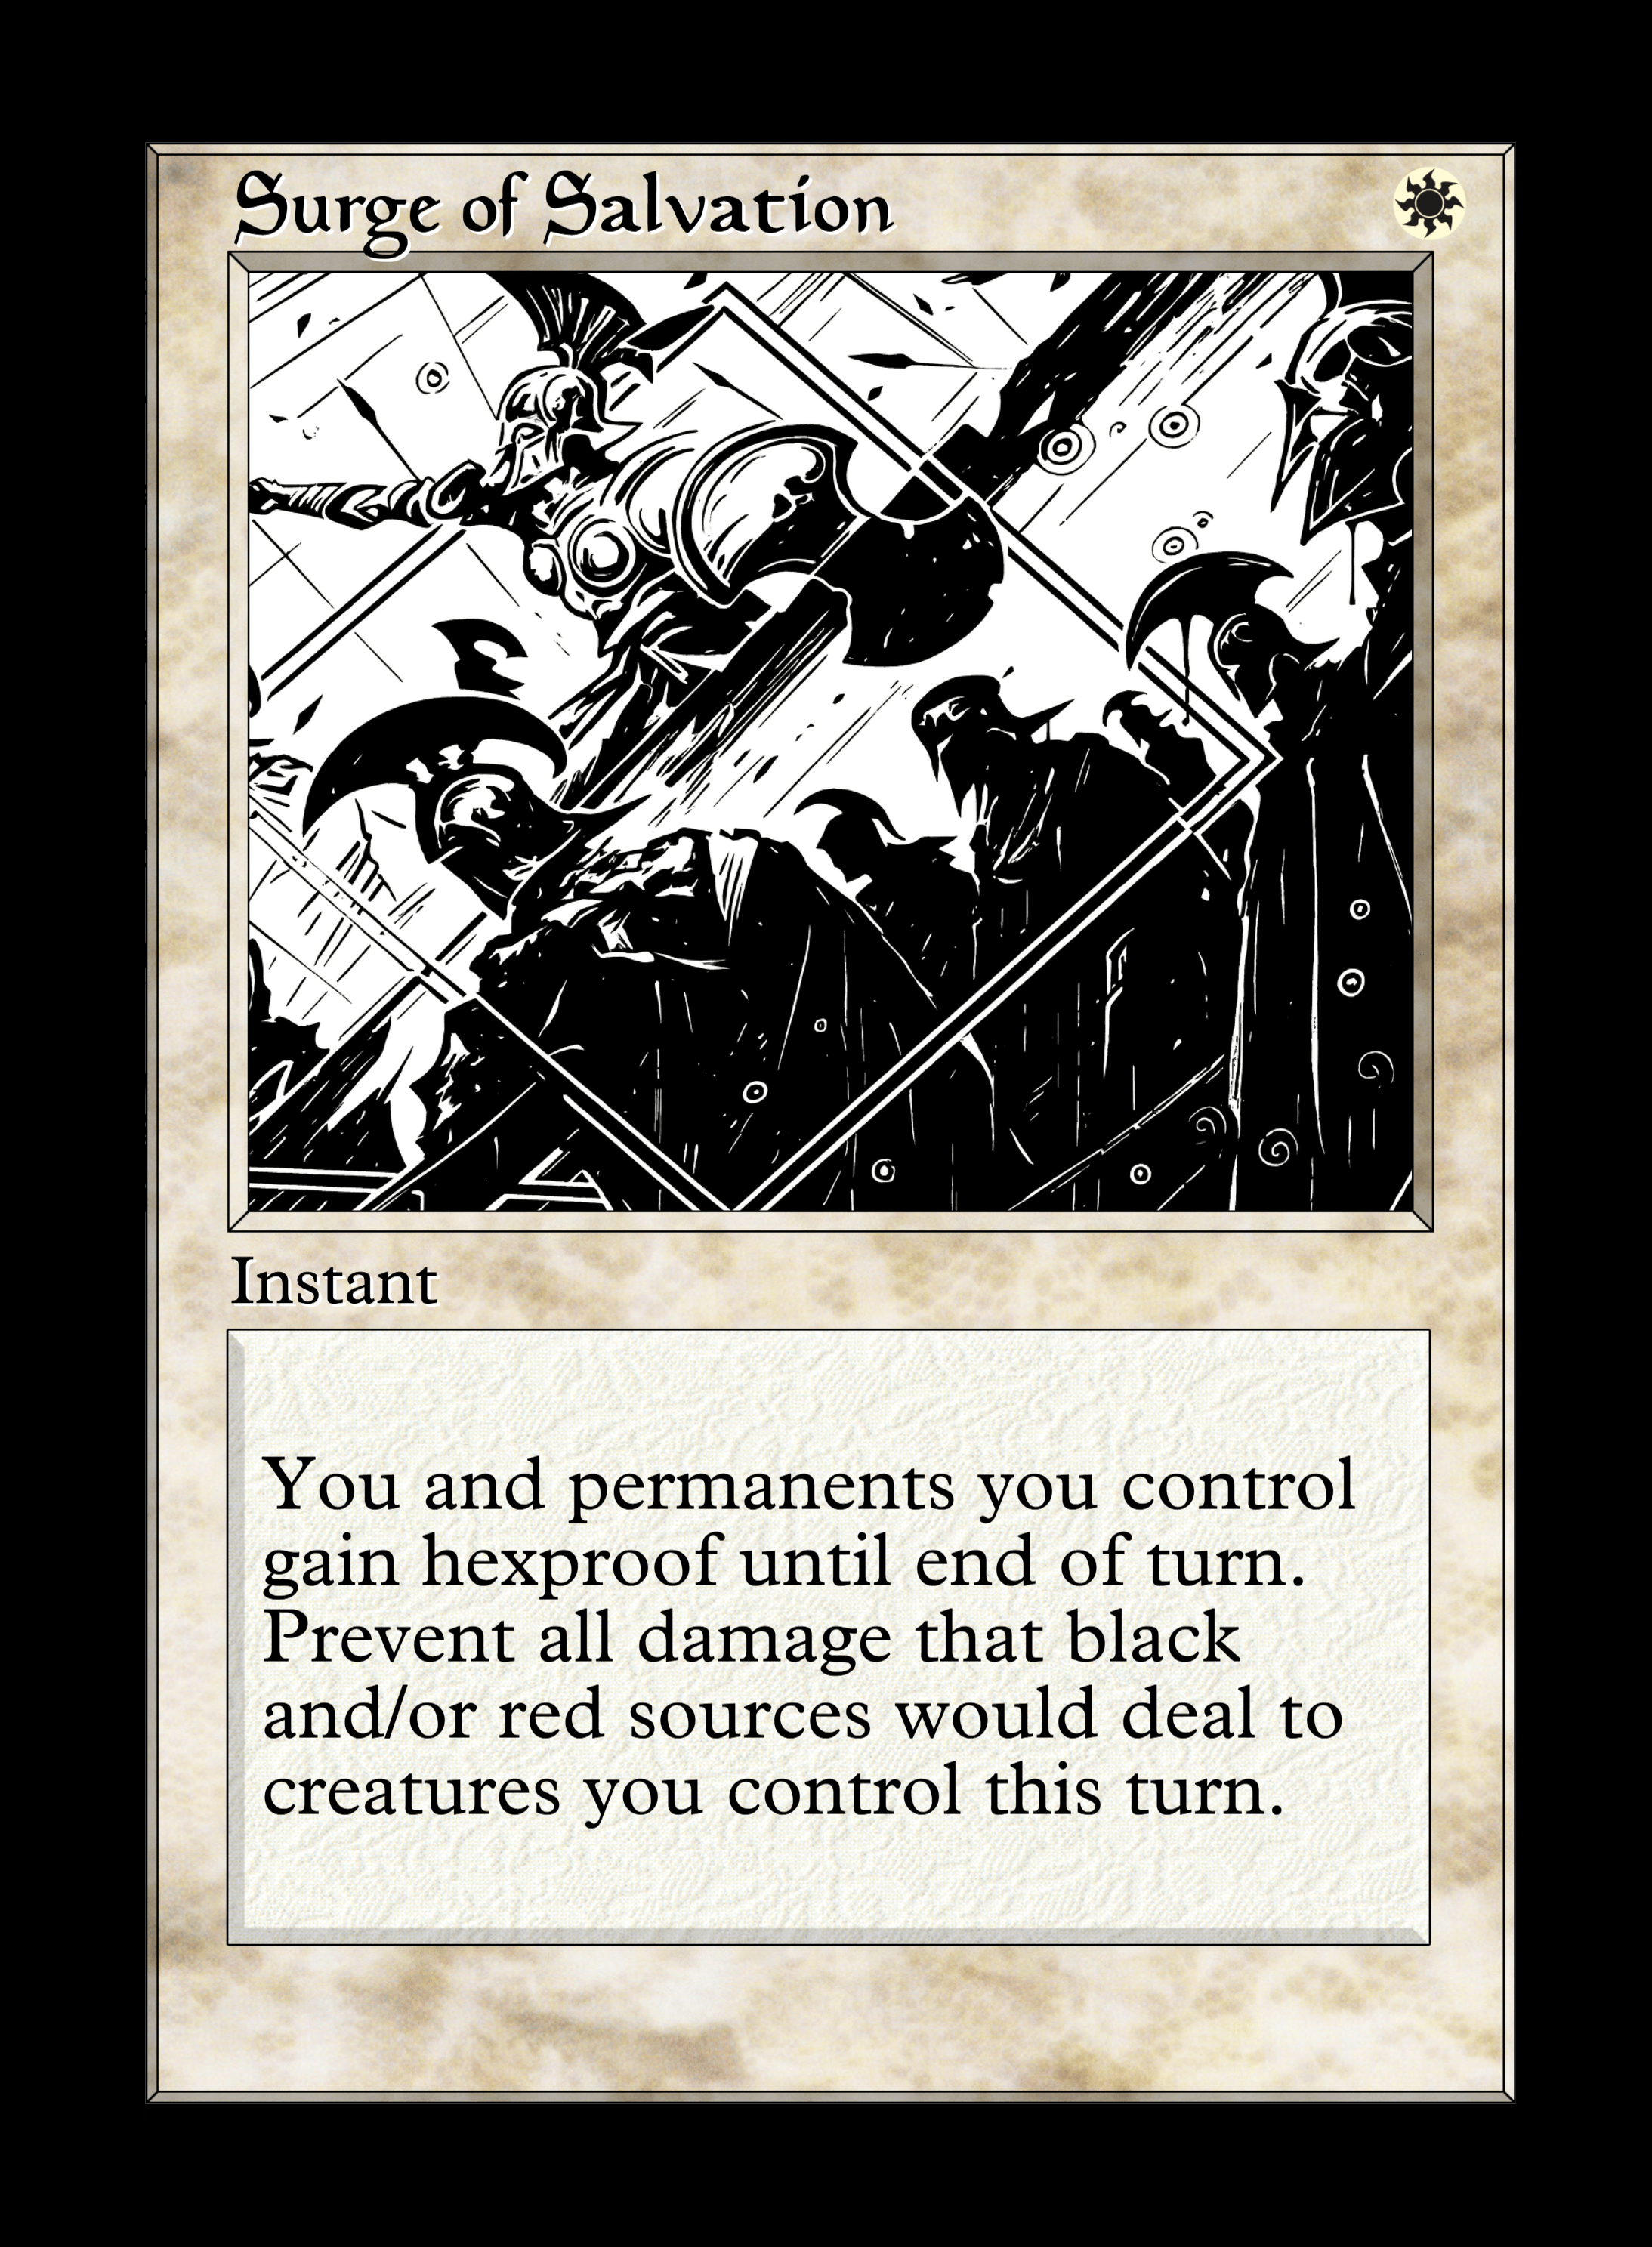 Surge of Salvation
Instant
You and permanents you control
gain hexproof until end of turn.
Prevent all damage that black
and/or red sources would deal to
creatures you control this turn.